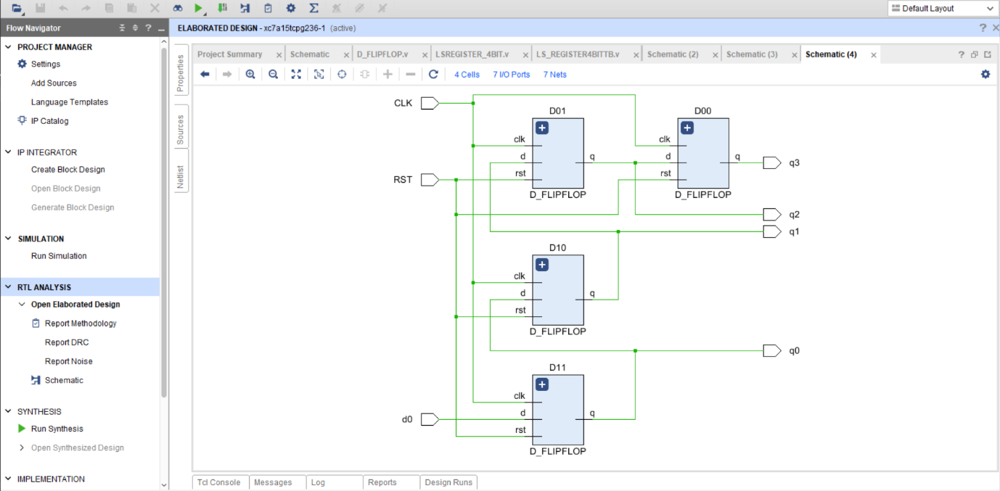 Default Layout
Flow Navigator
ELABORATED DESIGN - xc7a15tcpg236-1 (active)
PROJECT MANAGER
Settings
Add Sources
Language Templates
IP Catalog
IP INTEGRATOR
Create Block Design
Open Block Design
Generate Block Design
SIMULATION
Run Simulation
RTL ANALYSIS
Open Elaborated Design
Report Methodology
Report DRC
Report Noise
Schematic
SYNTHESIS
Run Synthesis
Open Synthesized Design
IMPLEMENTATION
Properties
Sources
Netlist
Project Summary
Schematic
D_FLIPFLOP.v
LSREGISTER_4BIT.v
LS_REGISTER4BITTB.v
Schematic (2)
Schematic (3)
Schematic (4)
4 Cells
7 I/O Ports
7 Nets
CLK
RST
d0
D01
clk
d
rst
q
D_FLIPFLOP
D00
clk
d
rst
q
D_FLIPFLOP
q3
q2
q1
D10
clk
d
rst
q
D_FLIPFLOP
q0
D11
clk
d
rst
q
D_FLIPFLOP
Tcl Console
Messages
Log
Reports
Design Runs